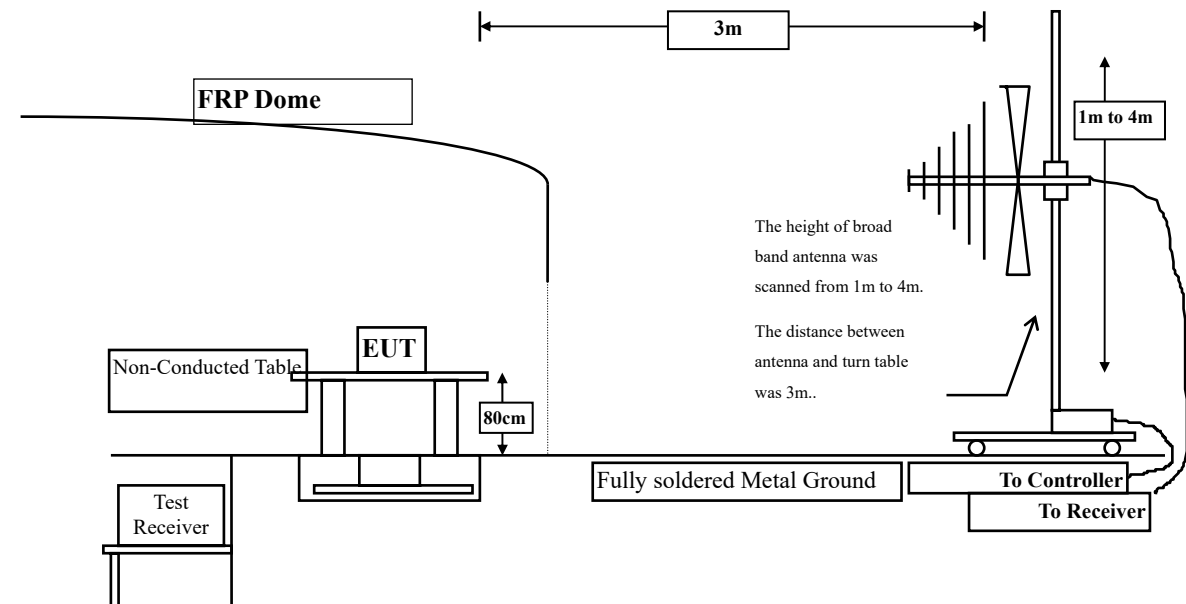 3m
FRP Dome
1m to 4m
The height of broad
band antenna was
scanned from 1m to 4m.
The distance between
antenna and turn table
was 3m..
EUT
Non-Conducted Table
80cm
Fully soldered Metal Ground
To Controller
To Receiver
Test
Receiver